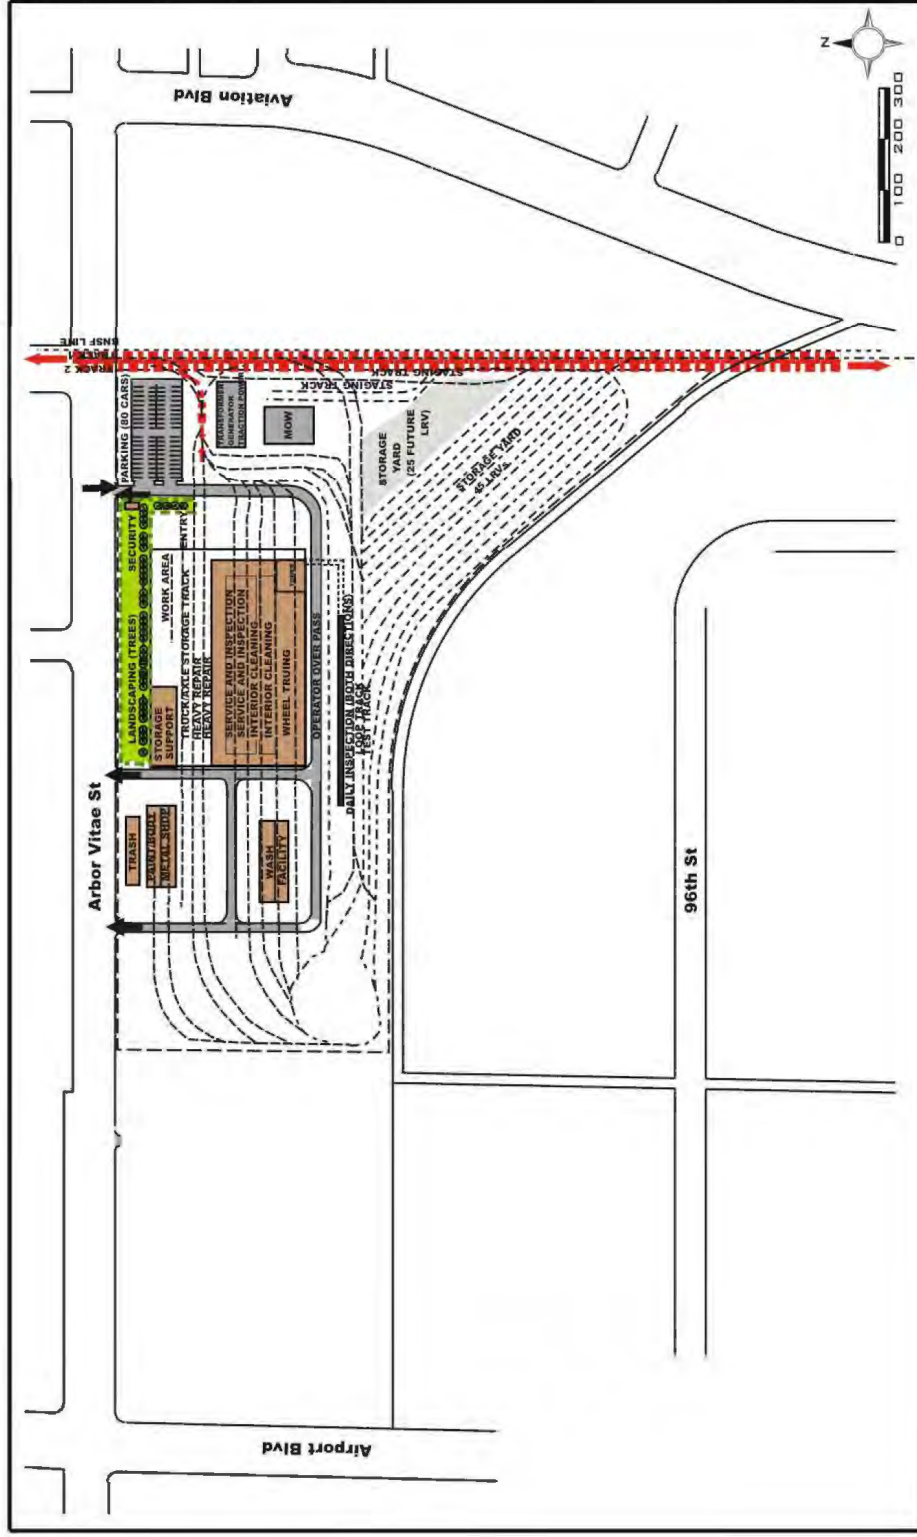 Aviation Blvd
N
0 100 200 300
BNSF LINE
TRACK 1
TRACK 2
STAGING TRACK
STAGING TRACK
PARKING (80 CARS)
TRANSFORMER
GENERATOR
TRACTION POWER
MOW
STORAGE
YARD
(25 FUTURE
LRV)
STORAGE YARD
45 LRVs
SECURITY
ENTRY
LANDSCAPING (TREES)
WORK AREA
STORAGE
SUPPORT
TRUCK/AXLE STORAGE TRACK
HEAVY REPAIR
HEAVY REPAIR
SERVICE AND INSPECTION
SERVICE AND INSPECTION
INTERIOR CLEANING
INTERIOR CLEANING
WHEEL TRUING
OPERATOR OVER PASS
DAILY INSPECTION (BOTH DIRECTIONS)
LOOP TRACK
TEST TRACK
Arbor Vitae St
TRASH
METAL SHOP
WASH
FACILITY
96th St
Airport Blvd